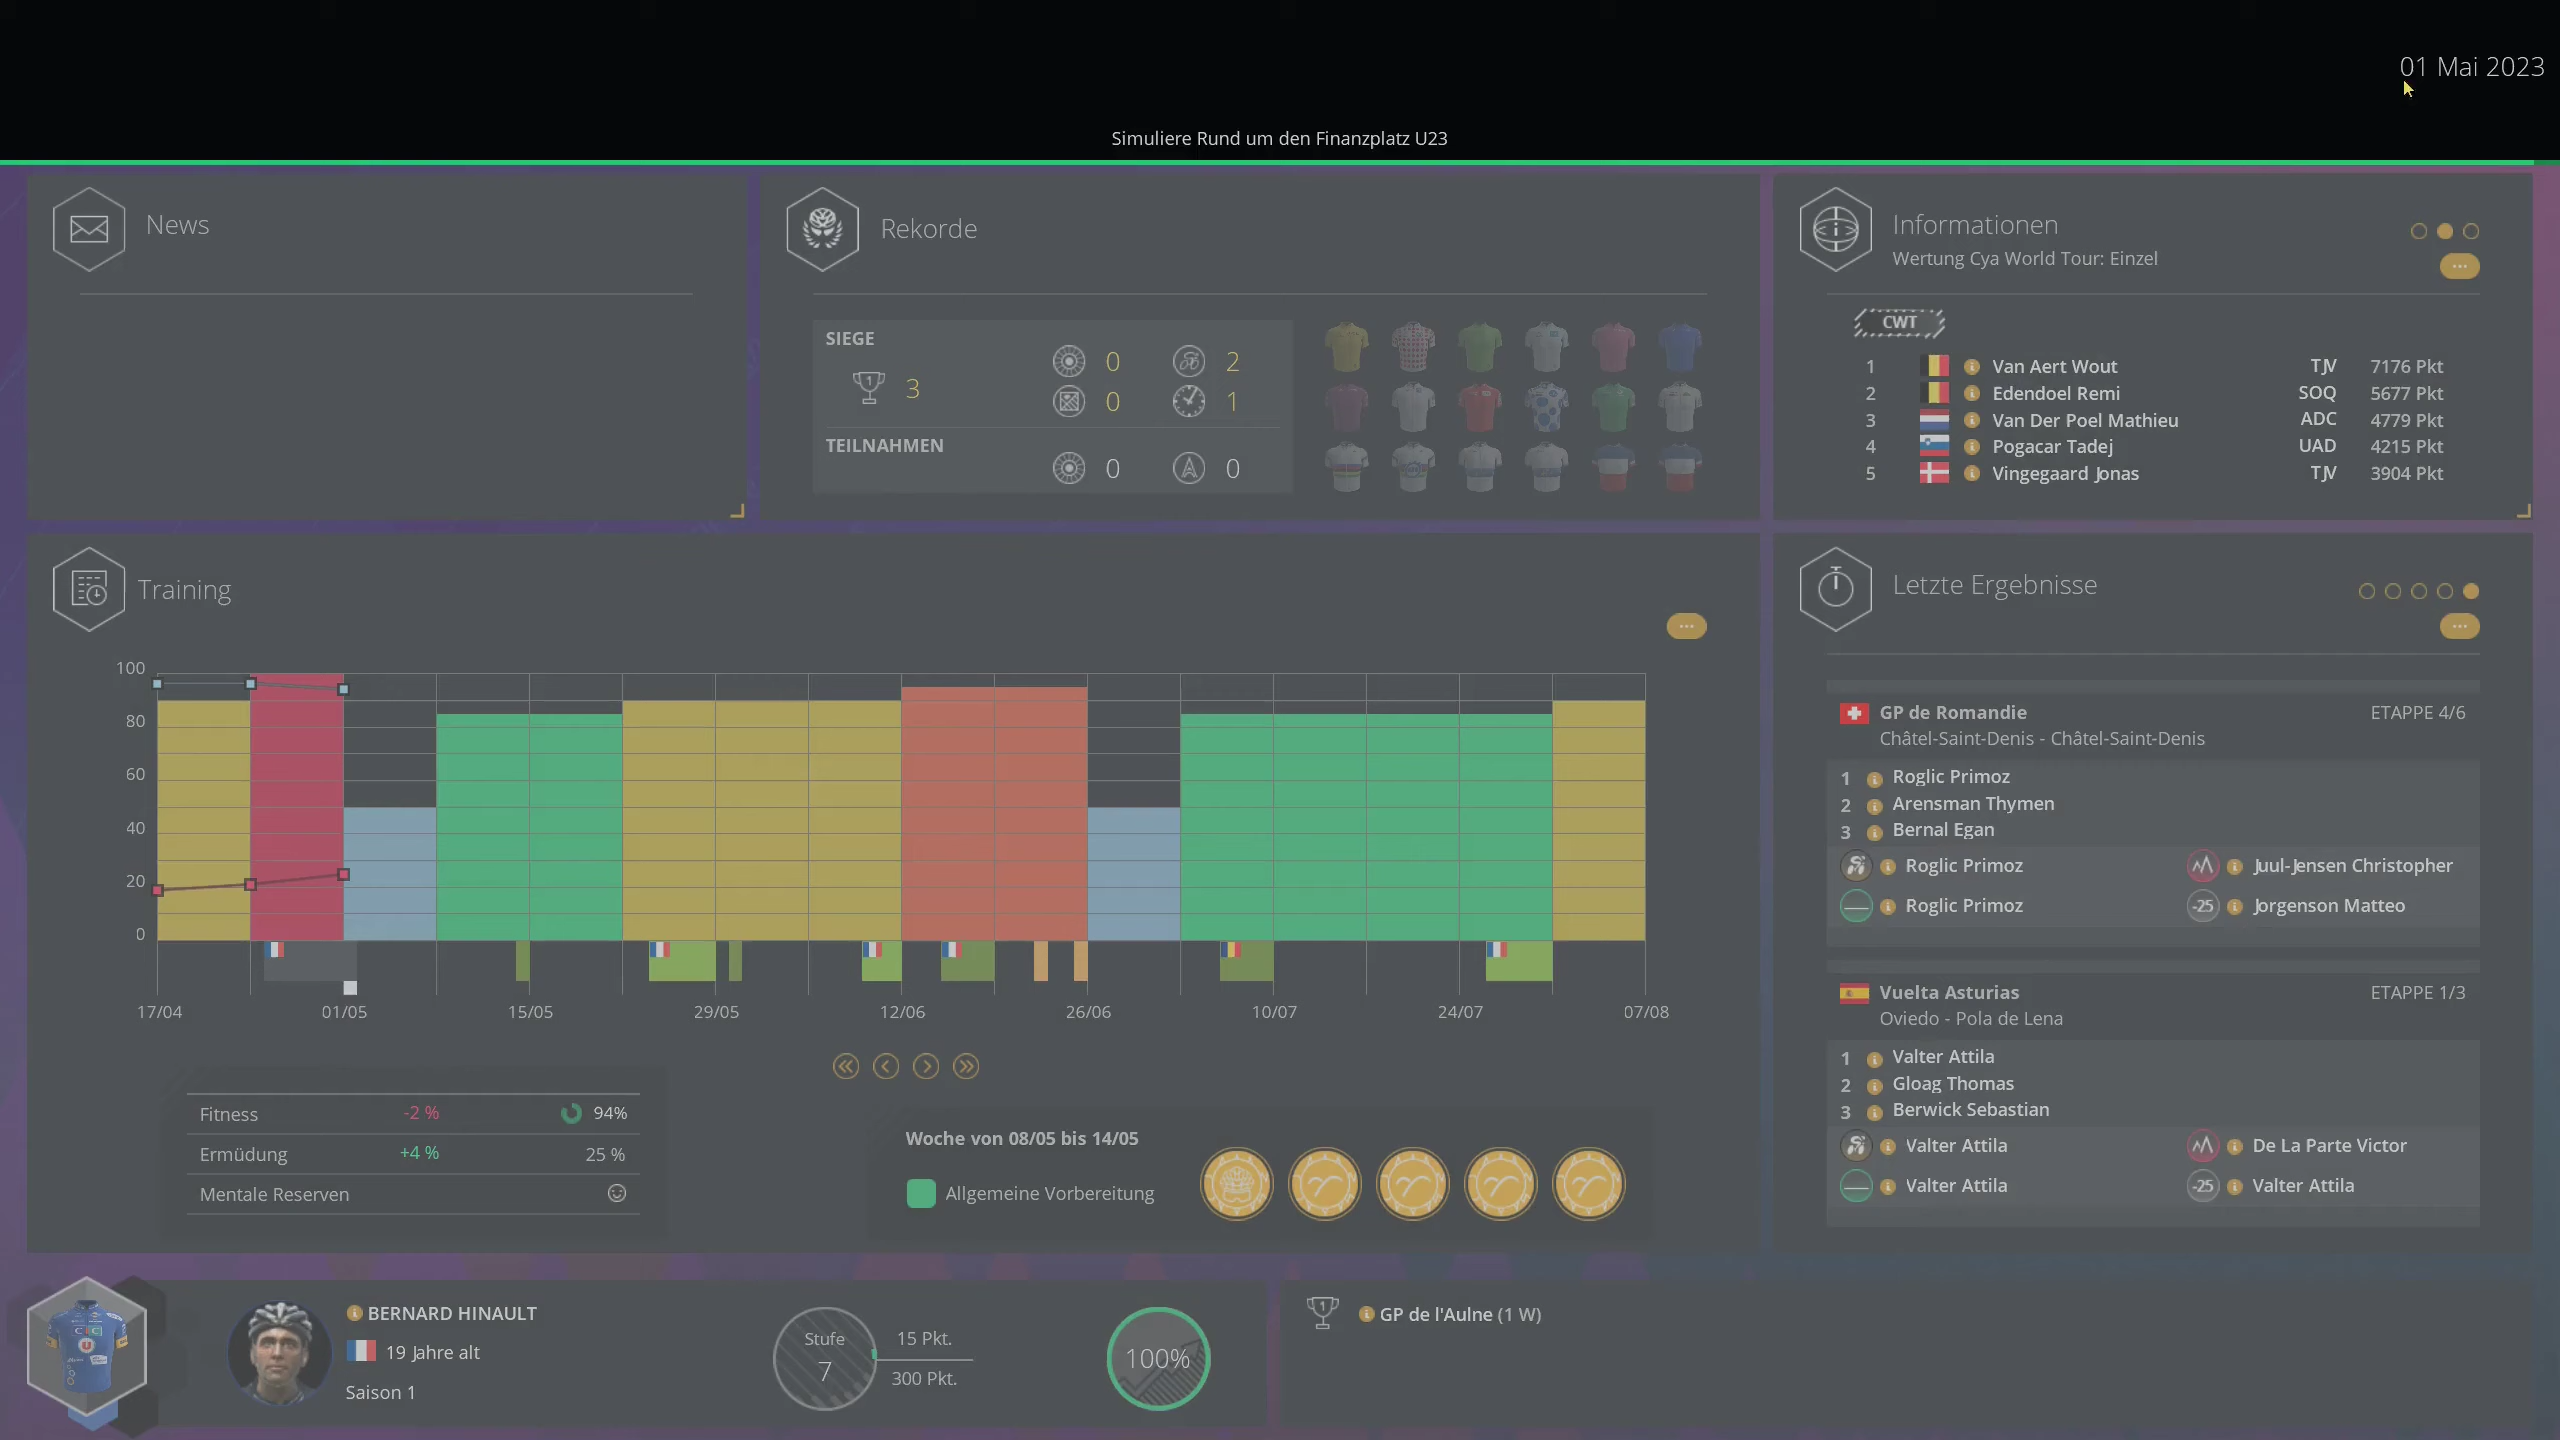 01 Mai 2023
Simuliere Rund um den Finanzplatz U23
News
Rekorde
SIEGE
3
0
2
0
1
TEILNAHMEN
0
0
Informationen
Wertung Cya World Tour: Einzel
CWT
1 Van Aert Wout TJV 7176 Pkt
2 Edendoel Remi SOQ 5677 Pkt
3 Van Der Poel Mathieu ADC 4779 Pkt
4 Pogacar Tadej UAD 4215 Pkt
5 Vingegaard Jonas TJV 3904 Pkt
Training
100
80
60
40
20
0
17/04 01/05 15/05 29/05 12/06 26/06 10/07 24/07 07/08
Fitness -2 % 94%
Ermüdung +4 % 25 %
Mentale Reserven
Woche von 08/05 bis 14/05
Allgemeine Vorbereitung
Letzte Ergebnisse
GP de Romandie ETAPPE 4/6
Châtel-Saint-Denis - Châtel-Saint-Denis
1 Roglic Primoz
2 Arensman Thymen
3 Bernal Egan
Roglic Primoz Juul-Jensen Christopher
Roglic Primoz -25 Jorgenson Matteo
Vuelta Asturias ETAPPE 1/3
Oviedo - Pola de Lena
1 Valter Attila
2 Gloag Thomas
3 Berwick Sebastian
Valter Attila De La Parte Victor
Valter Attila -25 Valter Attila
BERNARD HINAULT
19 Jahre alt
Saison 1
Stufe
7
15 Pkt.
300 Pkt.
100%
1 GP de l'Aulne (1 W)